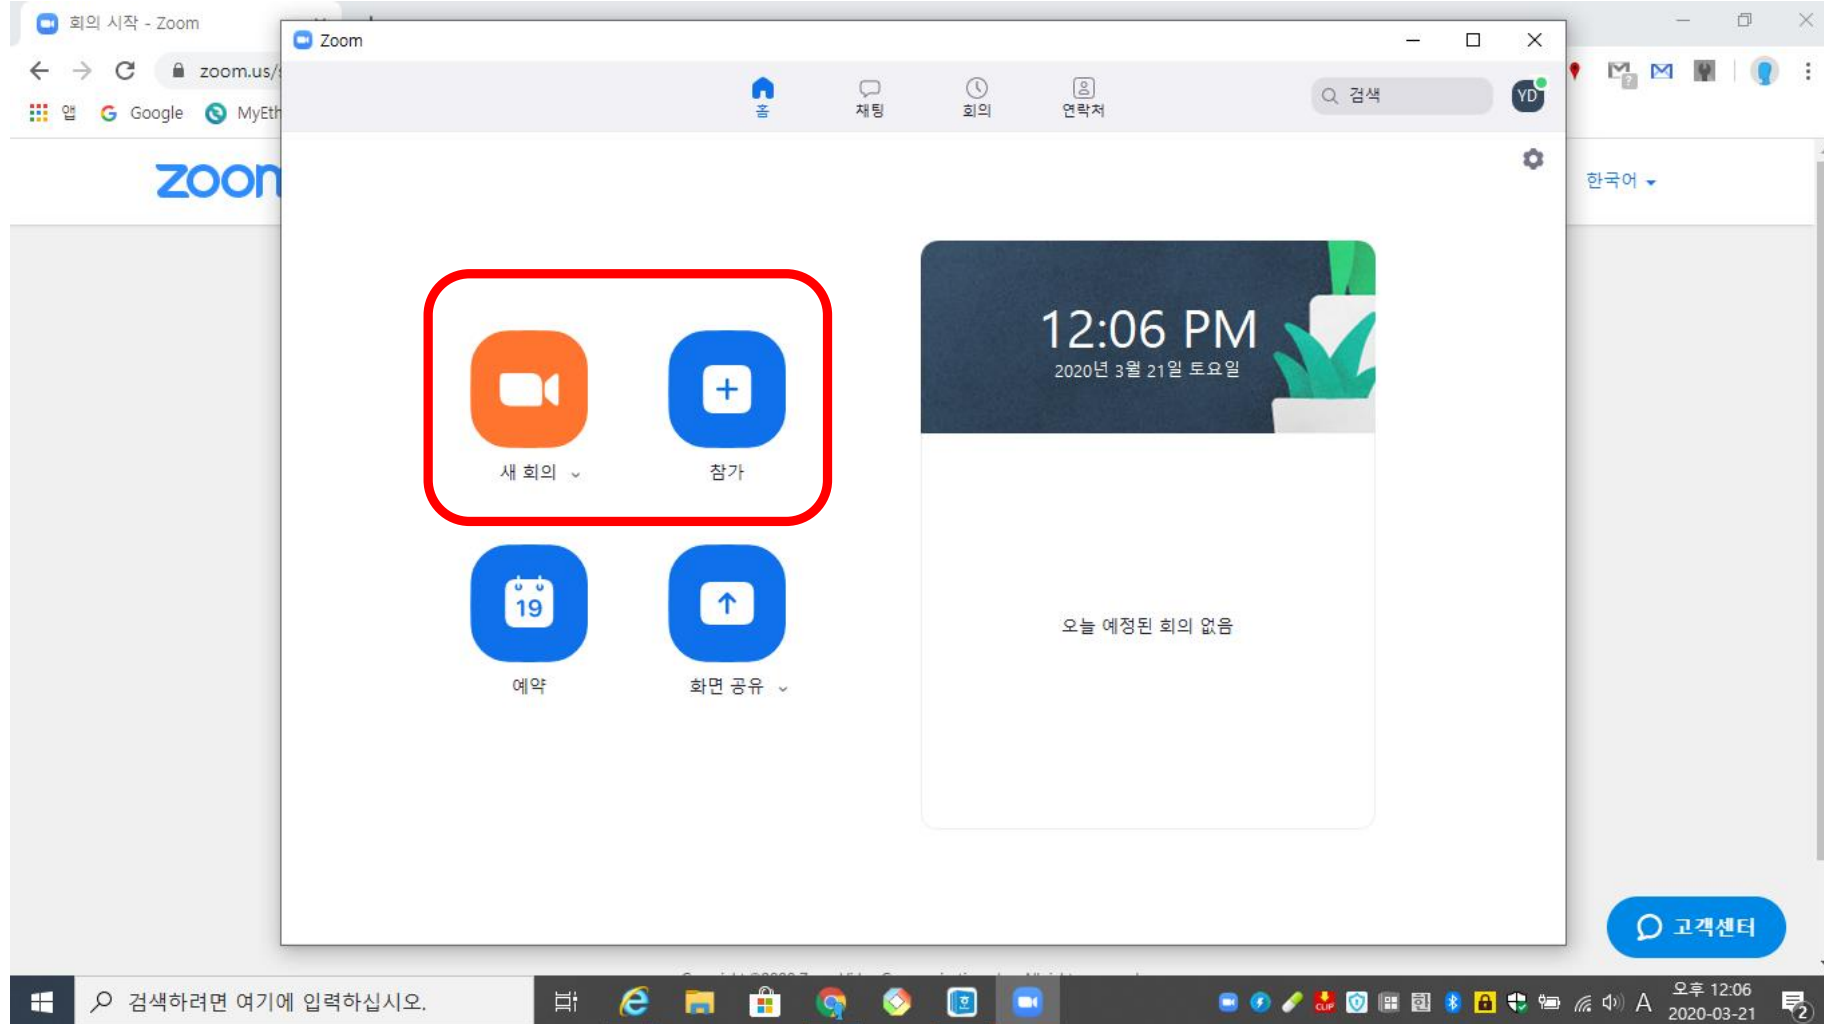 회의 시작 - Zoom
Zoom
zoom.us/
앱
Google
MyEth
홈
채팅
회의
연락처
검색
YD
zoom
한국어
12:06 PM
2020년 3월 21일 토요일
새 회의
참가
19
예약
화면 공유
오늘 예정된 회의 없음
고객센터
검색하려면 여기에 입력하십시오.
CLIP
A
오후 12:06
2020-03-21
2